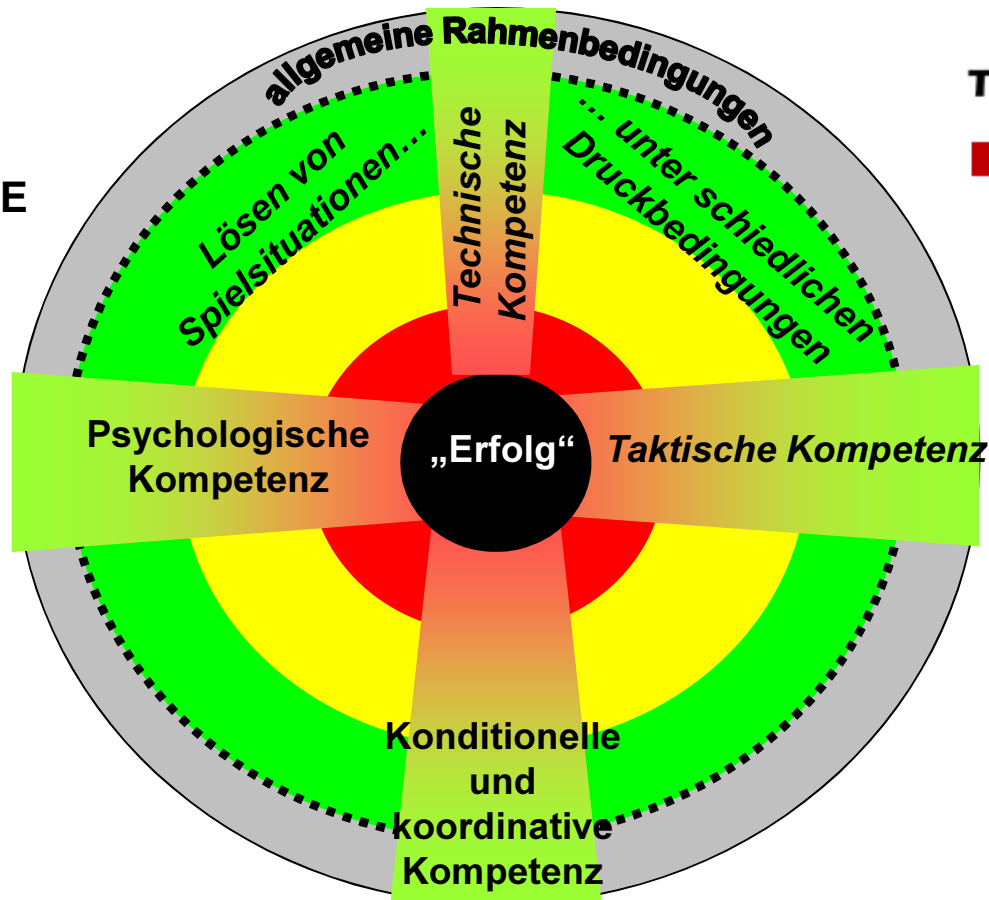 allgemeine Rahmenbedingungen
T
E
Lösen von
Spielsituationen…
Technische
Kompetenz
… unter schiedlichen
Druckbedingungen
Psychologische
Kompetenz
„Erfolg“
Taktische Kompetenz
Konditionelle
und
koordinative
Kompetenz